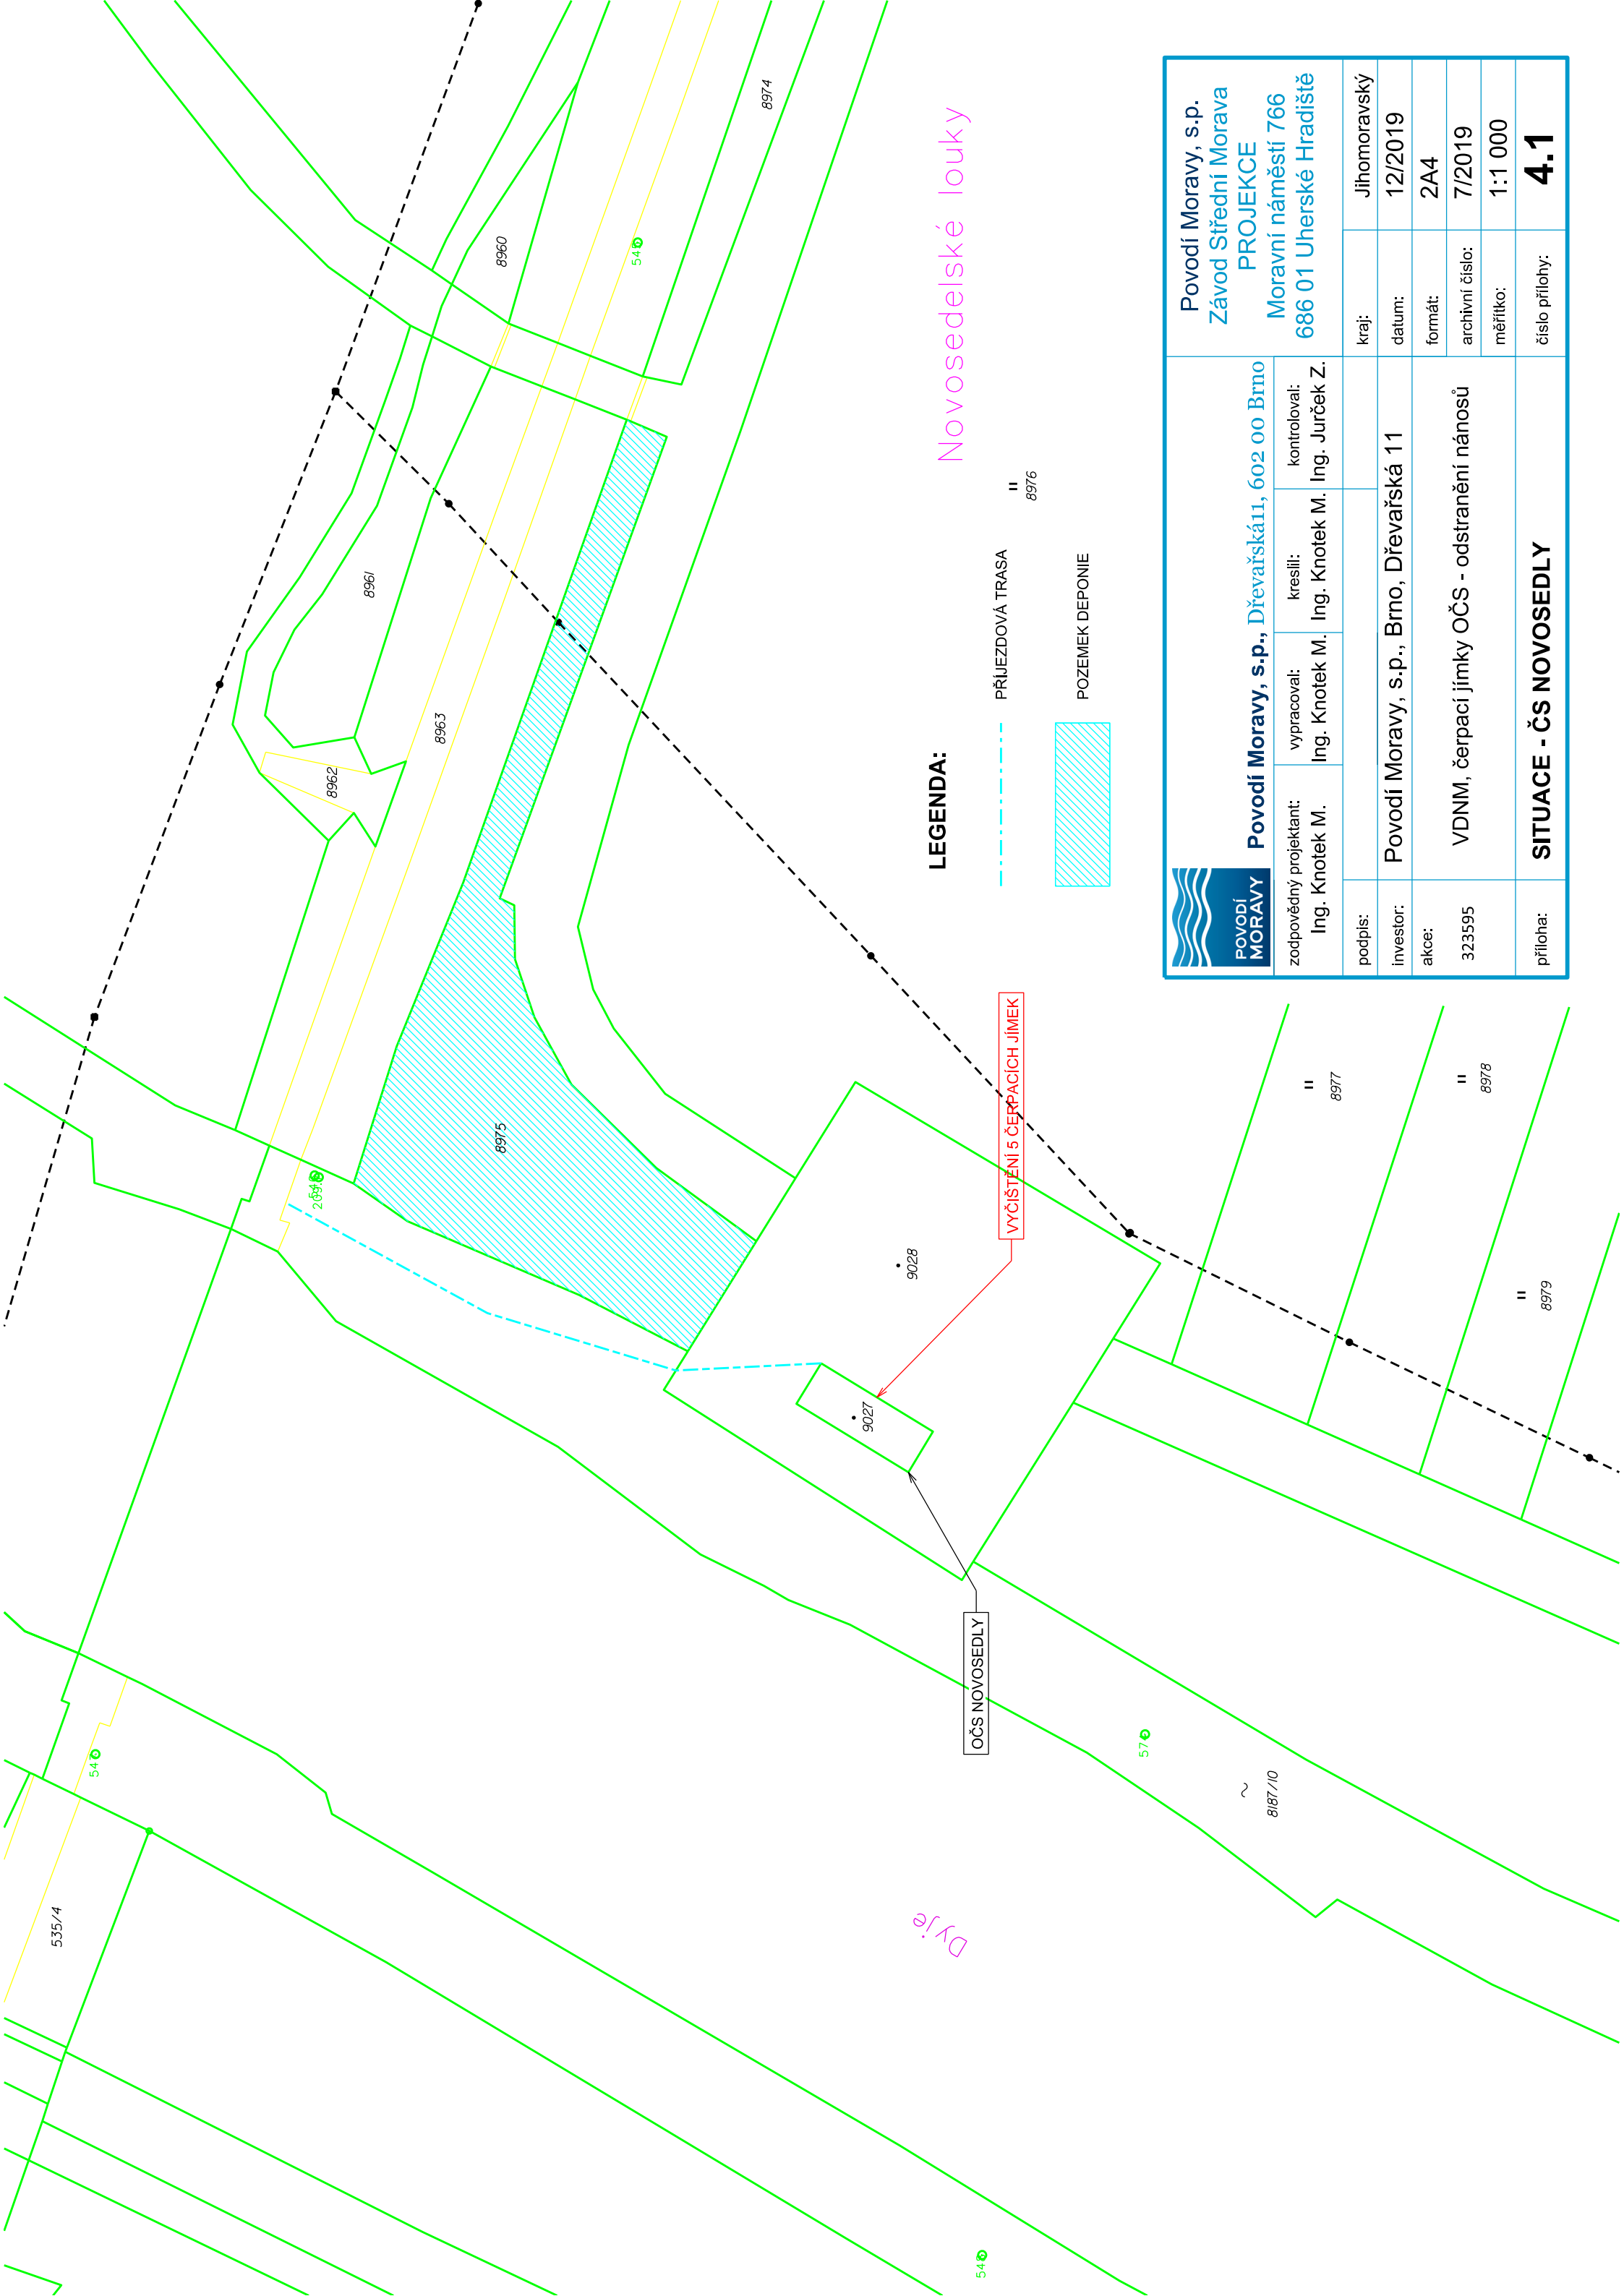 535/4
547
Dyje
548
8187/10
574
OČS NOVOSEDLY
9027
9028
VYČIŠTĚNÍ 5 ČERPACÍCH JÍMEK
8975
8962
8963
8961
8960
8974
Novosedelské louky
8976
8977
8978
8979
LEGENDA:
PŘÍJEZDOVÁ TRASA
POZEMEK DEPONIE
POVODÍ
MORAVY
Povodí Moravy, s.p., Dřevařská11, 602 00 Brno
Povodí Moravy, s.p.
Závod Střední Morava
PROJEKCE
Moravní náměstí 766
686 01 Uherské Hradiště
zodpovědný projektant:
Ing. Knotek M.
vypracoval:
Ing. Knotek M.
kreslil:
Ing. Knotek M.
kontroloval:
Ing. Jurček Z.
podpis:
kraj: Jihomoravský
investor: Povodí Moravy, s.p., Brno, Dřevařská 11
datum: 12/2019
akce:
323595
VDNM, čerpací jímky OČS - odstranění nánosů
formát: 2A4
archivní číslo: 7/2019
měřítko: 1:1 000
příloha: SITUACE - ČS NOVOSEDLY
číslo přílohy: 4.1